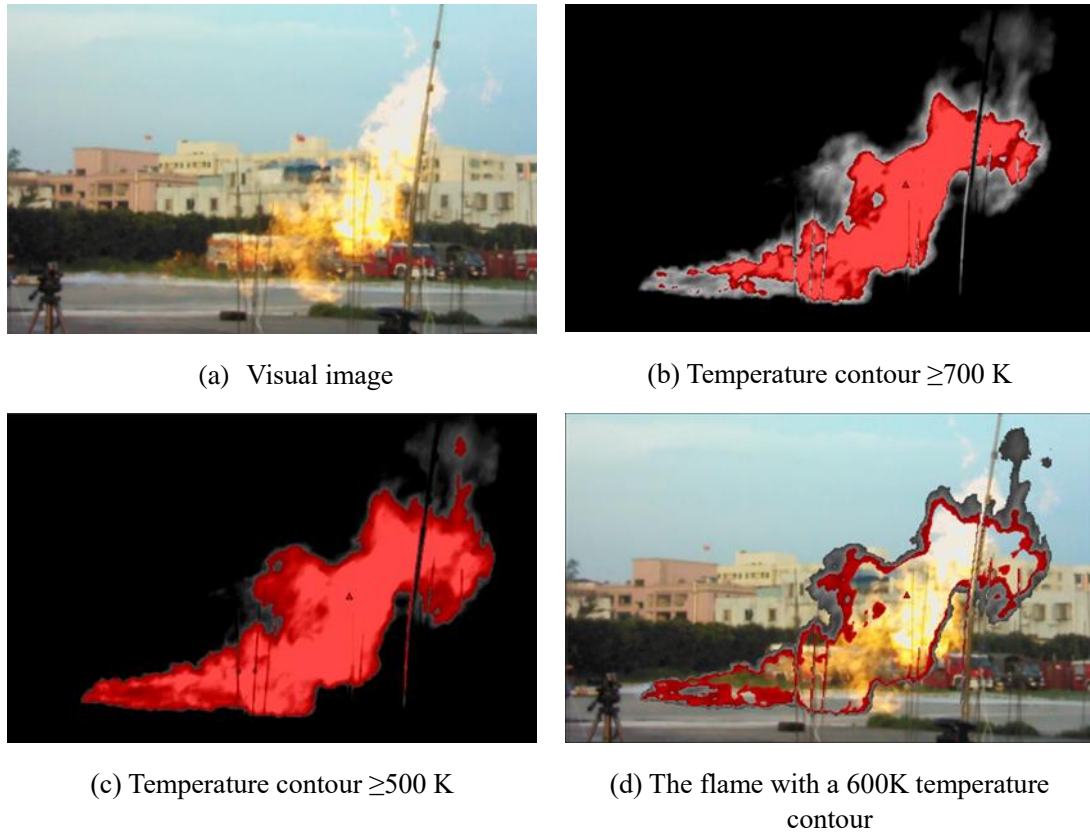 (a) Visual image
(b) Temperature contour ≥700 K
(c) Temperature contour ≥500 K
(d) The flame with a 600K temperature
contour